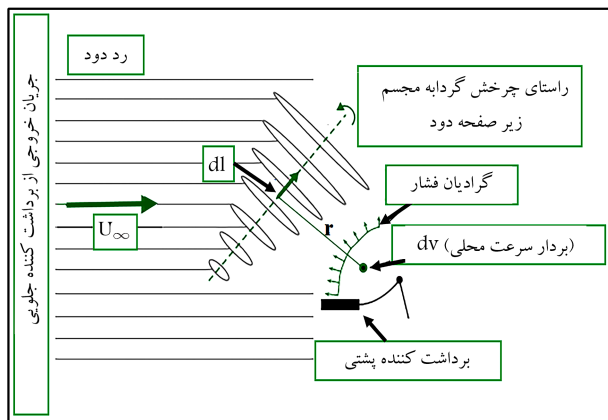 رد دود
جریان خروجی از برداشت کننده جلویی
راستای چرخش گردابه مجسم
زیر صفحه دود
dl
گرادیان فشار
U∞
r
dv (بردار سرعت محلی)
برداشت کننده پشتی